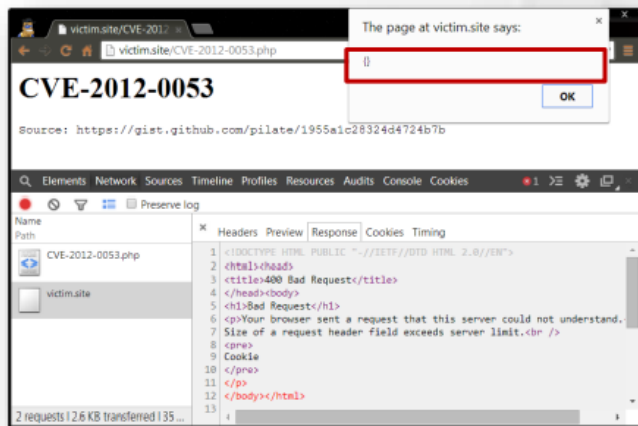 victim.site/CVE-2012
victim.site/CVE-2012-0053.php
The page at victim.site says:
{}
OK
CVE-2012-0053
Source: https://gist.github.com/pilate/1955a1c28324d4724b7b
Elements Network Sources Timeline Profiles Resources Audits Console Cookies
1
Preserve log
Name
Path
CVE-2012-0053.php
victim.site
Headers Preview Response Cookies Timing
1 <!DOCTYPE HTML PUBLIC "-//IETF//DTD HTML 2.0//EN">
2 <html><head>
3 <title>400 Bad Request</title>
4 </head><body>
5 <h1>Bad Request</h1>
6 <p>Your browser sent a request that this server could not understand.
7 Size of a request header field exceeds server limit.<br />
8 <pre>
9 Cookie
10 </pre>
11 </p>
12 </body></html>
13
2 requests | 2.6 KB transferred | 35 ...